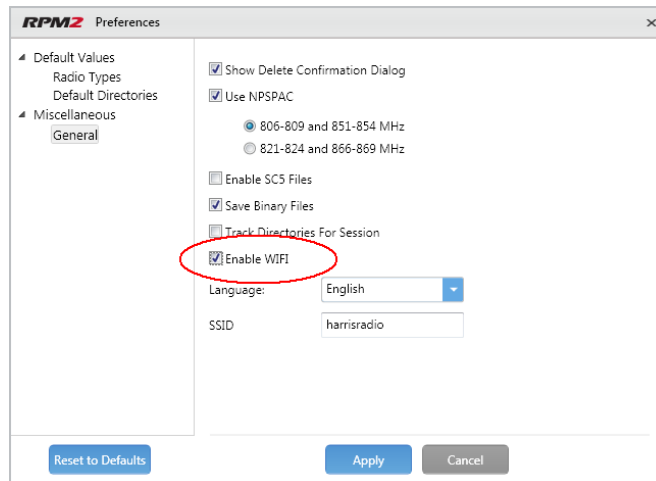 RPM2 Preferences
Default Values
Radio Types
Default Directories
Miscellaneous
General
Show Delete Confirmation Dialog
Use NPSPAC
806-809 and 851-854 MHz
821-824 and 866-869 MHz
Enable SC5 Files
Save Binary Files
Track Directories For Session
Enable WIFI
Language: English
SSID harrisradio
Reset to Defaults Apply Cancel